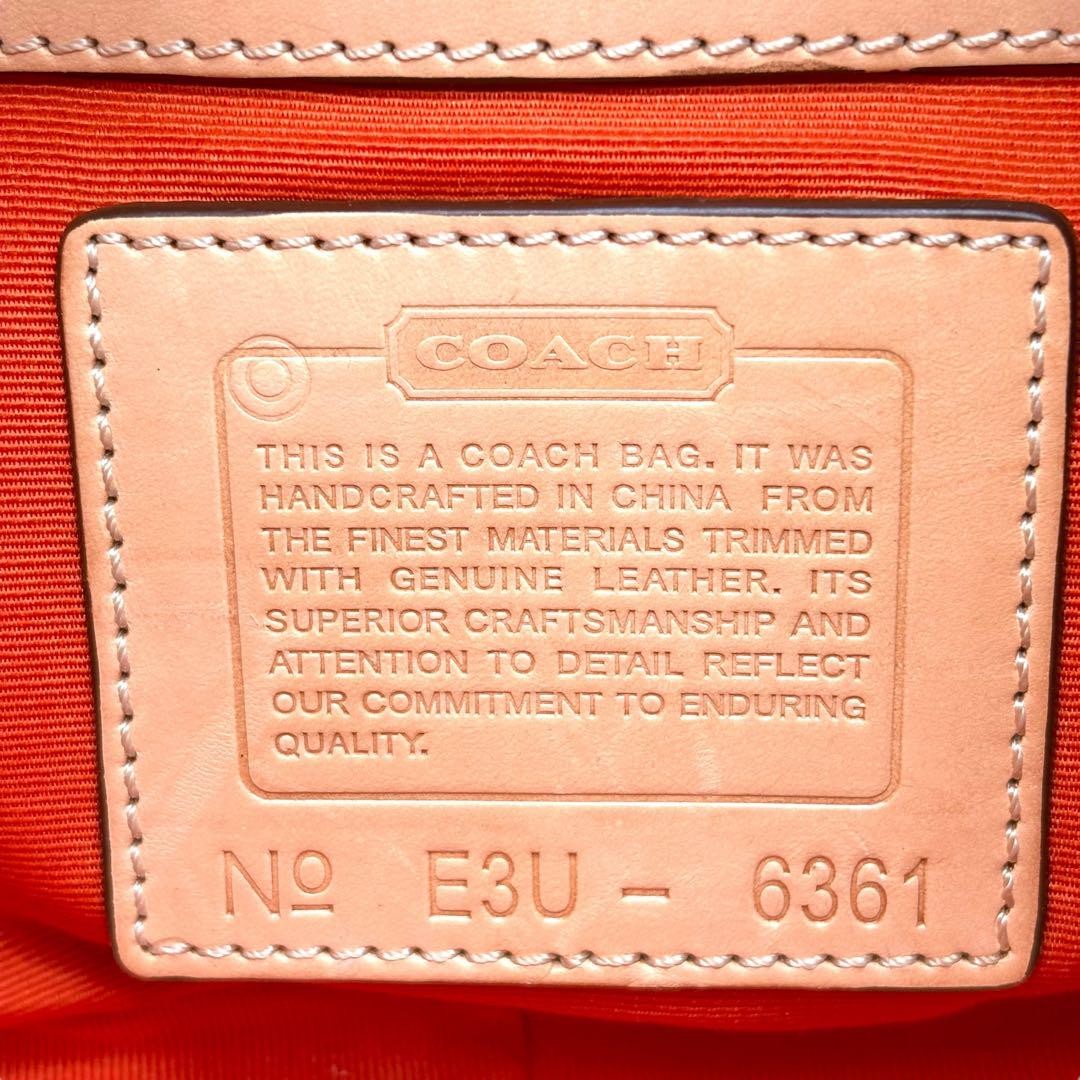 COACH
THIS IS A COACH BAG. IT WAS
HANDCRAFTED IN CHINA FROM
THE FINEST MATERIALS TRIMMED
WITH GENUINE LEATHER. ITS
SUPERIOR CRAFTSMANSHIP AND
ATTENTION TO DETAIL REFLECT
OUR COMMITMENT TO ENDURING
QUALITY.
Nº E3U - 6361